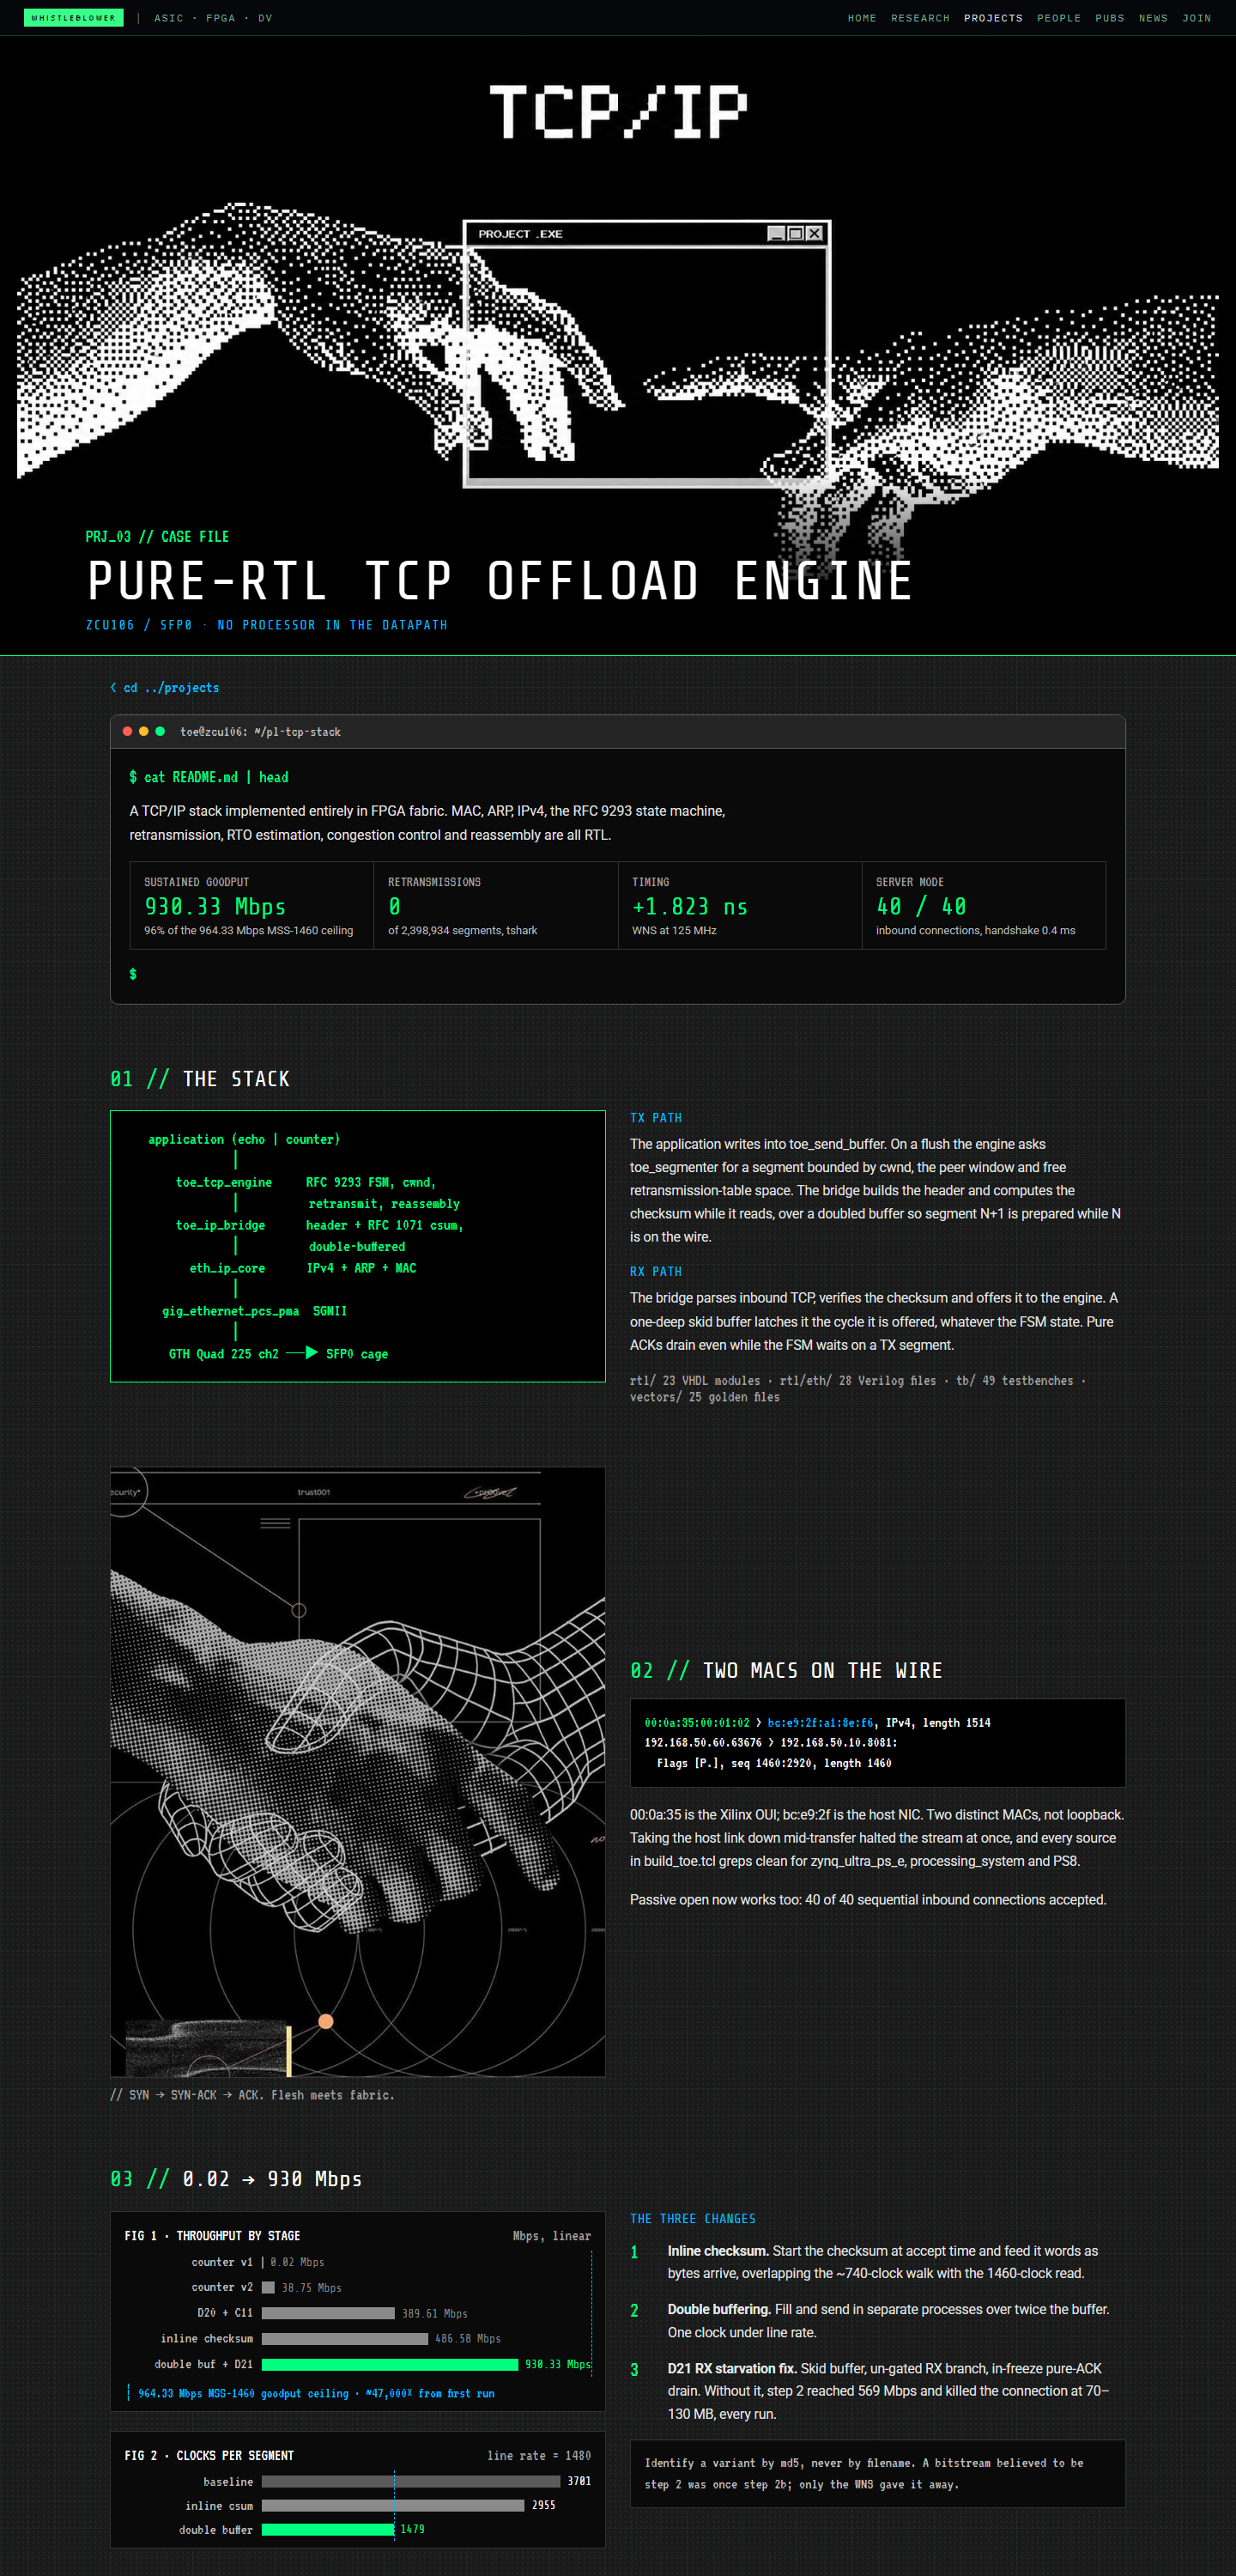 WHISTLEBLOWER | ASIC · FPGA · DV
HOME RESEARCH PROJECTS PEOPLE PUBS NEWS JOIN
TCP/IP
PROJECT .EXE
PRJ_03 // CASE FILE
PURE-RTL TCP OFFLOAD ENGINE
ZCU106 / SFP0 · NO PROCESSOR IN THE DATAPATH
❮ cd ../projects
toe@zcu106: ~/pl-tcp-stack
$ cat README.md | head
A TCP/IP stack implemented entirely in FPGA fabric. MAC, ARP, IPv4, the RFC 9293 state machine,
retransmission, RTO estimation, congestion control and reassembly are all RTL.
SUSTAINED GOODPUT
930.33 Mbps
96% of the 964.33 Mbps MSS-1460 ceiling
RETRANSMISSIONS
0
of 2,398,934 segments, tshark
TIMING
+1.823 ns
WNS at 125 MHz
SERVER MODE
40 / 40
inbound connections, handshake 0.4 ms
$
01 // THE STACK
application (echo | counter)
toe_tcp_engine RFC 9293 FSM, cwnd,
retransmit, reassembly
toe_ip_bridge header + RFC 1071 csum,
double-buffered
eth_ip_core IPv4 + ARP + MAC
gig_ethernet_pcs_pma SGMII
GTH Quad 225 ch2 ──▶ SFP0 cage
TX PATH
The application writes into toe_send_buffer. On a flush the engine asks
toe_segmenter for a segment bounded by cwnd, the peer window and free
retransmission-table space. The bridge builds the header and computes the
checksum while it reads, over a doubled buffer so segment N+1 is prepared while N
is on the wire.
RX PATH
The bridge parses inbound TCP, verifies the checksum and offers it to the engine. A
one-deep skid buffer latches it the cycle it is offered, whatever the FSM state. Pure
ACKs drain even while the FSM waits on a TX segment.
rtl/ 23 VHDL modules · rtl/eth/ 28 Verilog files · tb/ 49 testbenches ·
vectors/ 25 golden files
ecurity*
trust001
// SYN → SYN-ACK → ACK. Flesh meets fabric.
02 // TWO MACS ON THE WIRE
00:0a:35:00:01:02 > bc:e9:2f:a1:8e:f6, IPv4, length 1514
192.168.50.60.63676 > 192.168.50.10.8081:
Flags [P.], seq 1460:2920, length 1460
00:0a:35 is the Xilinx OUI; bc:e9:2f is the host NIC. Two distinct MACs, not loopback.
Taking the host link down mid-transfer halted the stream at once, and every source
in build_toe.tcl greps clean for zynq_ultra_ps_e, processing_system and PS8.
Passive open now works too: 40 of 40 sequential inbound connections accepted.
03 // 0.02 → 930 Mbps
FIG 1 · THROUGHPUT BY STAGE
Mbps, linear
counter v1 0.02 Mbps
counter v2 38.75 Mbps
D20 + C11 389.61 Mbps
inline checksum 486.58 Mbps
double buf + D21 930.33 Mbps
964.33 Mbps MSS-1460 goodput ceiling · ~47,000× from first run
FIG 2 · CLOCKS PER SEGMENT
line rate = 1480
baseline 3701
inline csum 2955
double buffer 1479
THE THREE CHANGES
1 Inline checksum. Start the checksum at accept time and feed it words as
bytes arrive, overlapping the ~740-clock walk with the 1460-clock read.
2 Double buffering. Fill and send in separate processes over twice the buffer.
One clock under line rate.
3 D21 RX starvation fix. Skid buffer, un-gated RX branch, in-freeze pure-ACK
drain. Without it, step 2 reached 569 Mbps and killed the connection at 70–
130 MB, every run.
Identify a variant by md5, never by filename. A bitstream believed to be
step 2 was once step 2b; only the WNS gave it away.